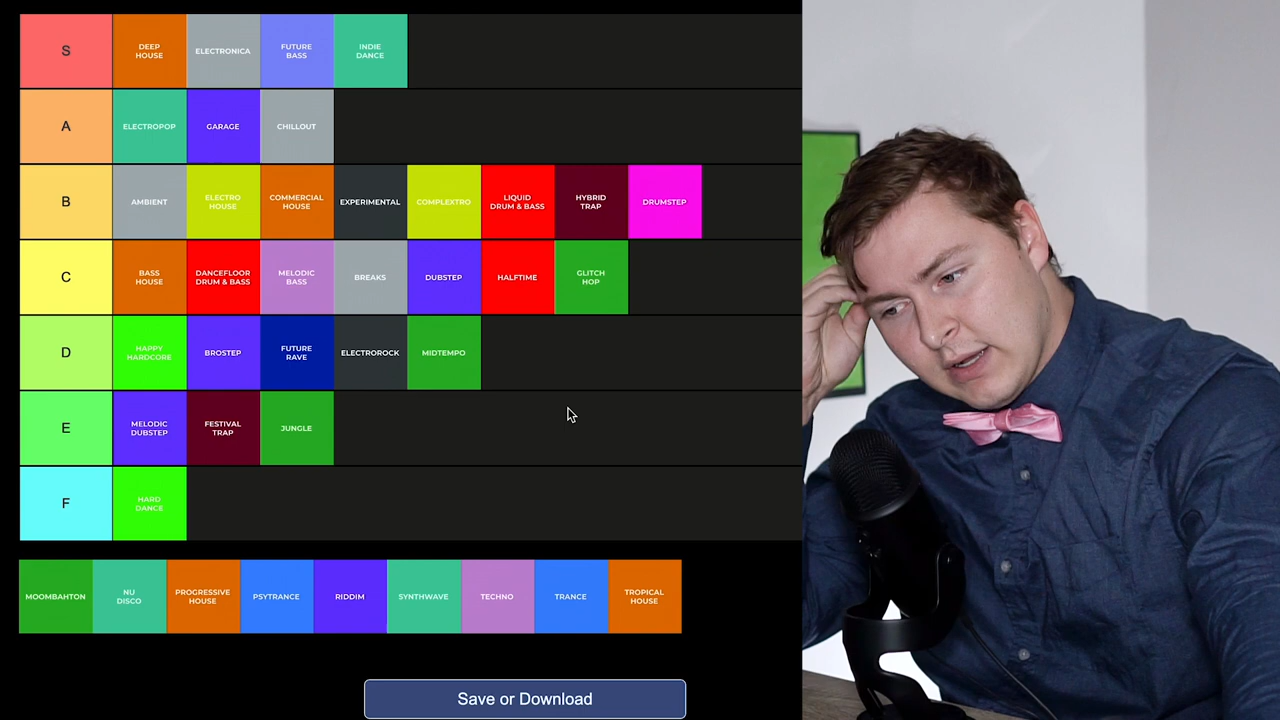 S
DEEP
HOUSE
ELECTRONICA
FUTURE
BASS
INDIE
DANCE
A
ELECTROPOP
GARAGE
CHILLOUT
B
AMBIENT
ELECTRO
HOUSE
COMMERCIAL
HOUSE
EXPERIMENTAL
COMPLEXTRO
LIQUID
DRUM & BASS
HYBRID
TRAP
DRUMSTEP
C
BASS
HOUSE
DANCEFLOOR
DRUM & BASS
MELODIC
BASS
BREAKS
DUBSTEP
HALFTIME
GLITCH
HOP
D
HAPPY
HARDCORE
BROSTEP
FUTURE
RAVE
ELECTROROCK
MIDTEMPO
E
MELODIC
DUBSTEP
FESTIVAL
TRAP
JUNGLE
F
HARD
DANCE
MOOMBAHTON
NU
DISCO
PROGRESSIVE
HOUSE
PSYTRANCE
RIDDIM
SYNTHWAVE
TECHNO
TRANCE
TROPICAL
HOUSE
Save or Download